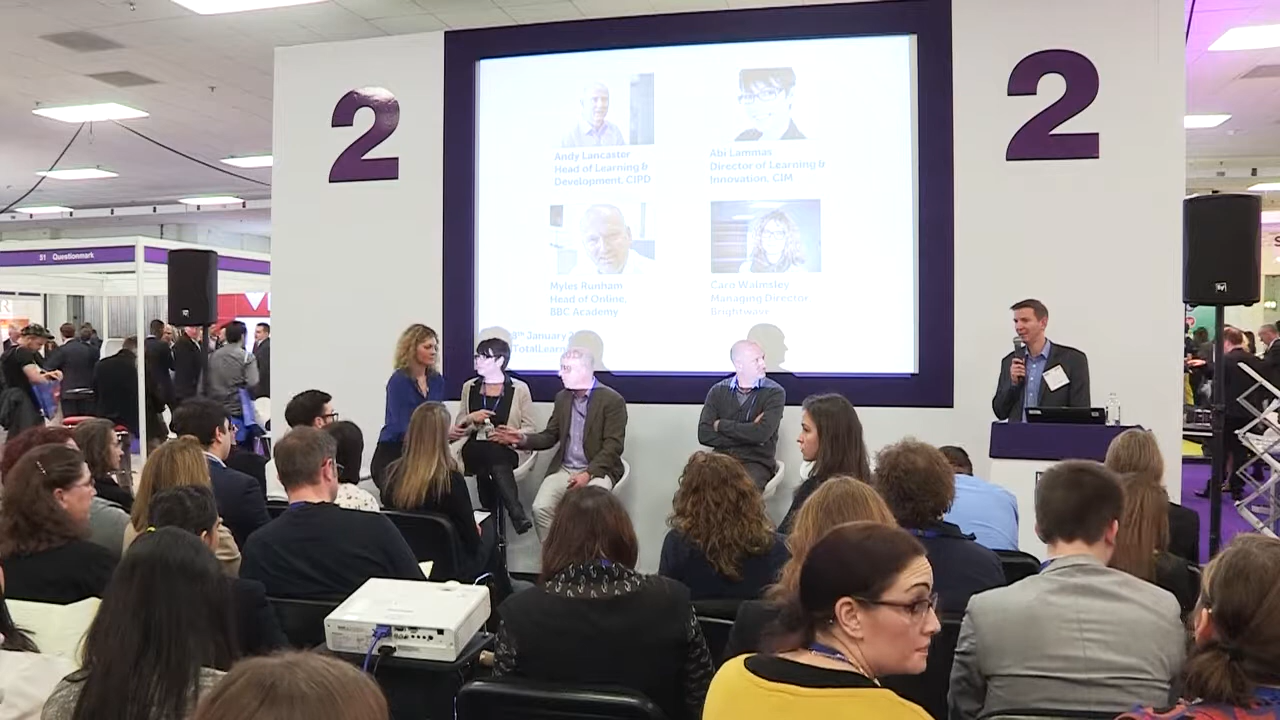 2
2
Andy Lancaster
Head of Learning &
Development, CIPD
Abi Lammas
Director of Learning &
Innovation, CIM
Myles Runham
Head of Online,
BBC Academy
Caro Walmsley
Managing Director
Brightwave
January
31 Questionmark